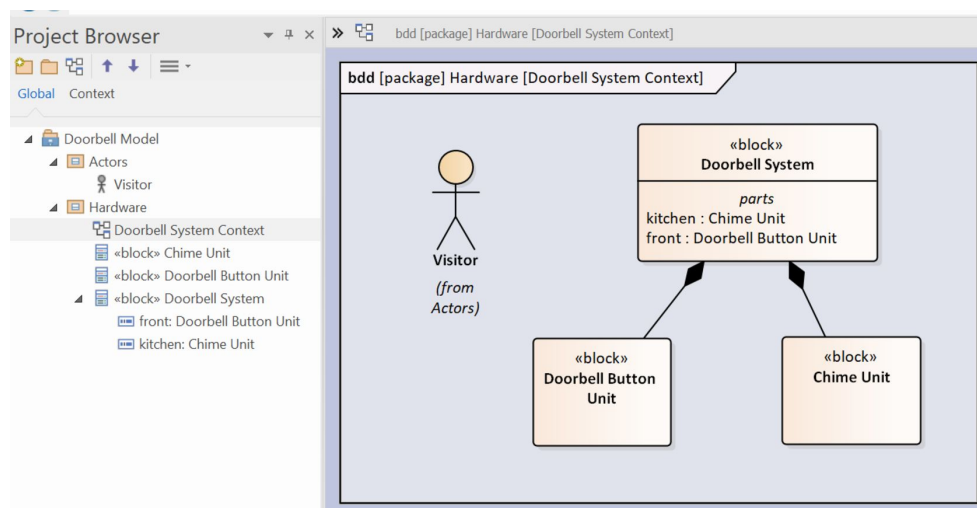 Project Browser
Global Context
Doorbell Model
Actors
Visitor
Hardware
Doorbell System Context
«block» Chime Unit
«block» Doorbell Button Unit
«block» Doorbell System
front: Doorbell Button Unit
kitchen: Chime Unit
bdd [package] Hardware [Doorbell System Context]
bdd [package] Hardware [Doorbell System Context]
Visitor
(from
Actors)
«block»
Doorbell System
parts
kitchen : Chime Unit
front : Doorbell Button Unit
«block»
Doorbell Button
Unit
«block»
Chime Unit